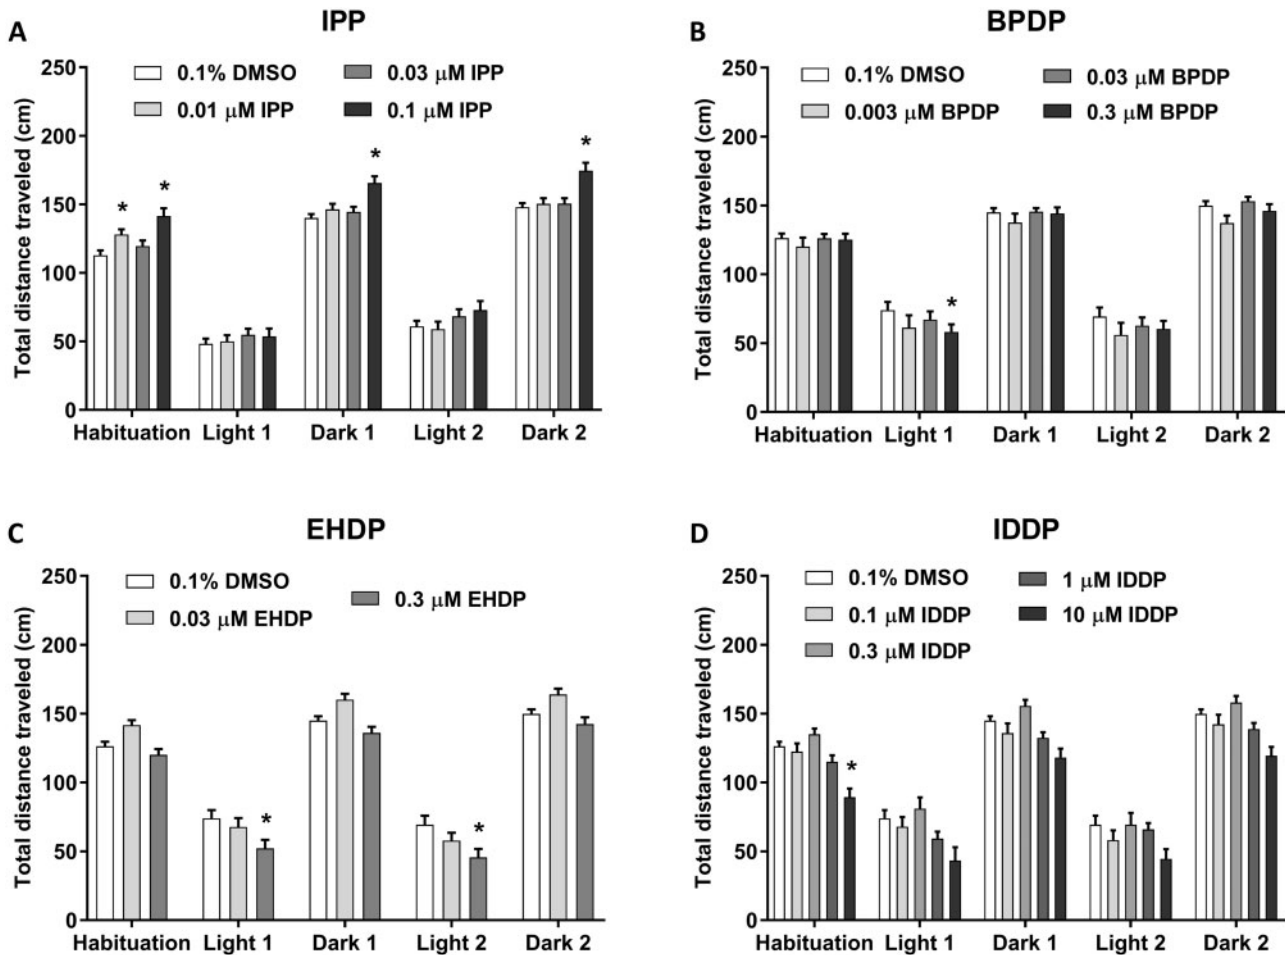 A
IPP
0.1% DMSO
0.03 μM IPP
0.01 μM IPP
0.1 μM IPP
Total distance traveled (cm)
250
200
150
100
50
0
* * * *
Habituation Light 1 Dark 1 Light 2 Dark 2
B
BPDP
0.1% DMSO
0.03 μM BPDP
0.003 μM BPDP
0.3 μM BPDP
Total distance traveled (cm)
250
200
150
100
50
0
*
Habituation Light 1 Dark 1 Light 2 Dark 2
C
EHDP
0.1% DMSO
0.3 μM EHDP
0.03 μM EHDP
Total distance traveled (cm)
250
200
150
100
50
0
* *
Habituation Light 1 Dark 1 Light 2 Dark 2
D
IDDP
0.1% DMSO
1 μM IDDP
0.1 μM IDDP
10 μM IDDP
0.3 μM IDDP
Total distance traveled (cm)
250
200
150
100
50
0
*
Habituation Light 1 Dark 1 Light 2 Dark 2